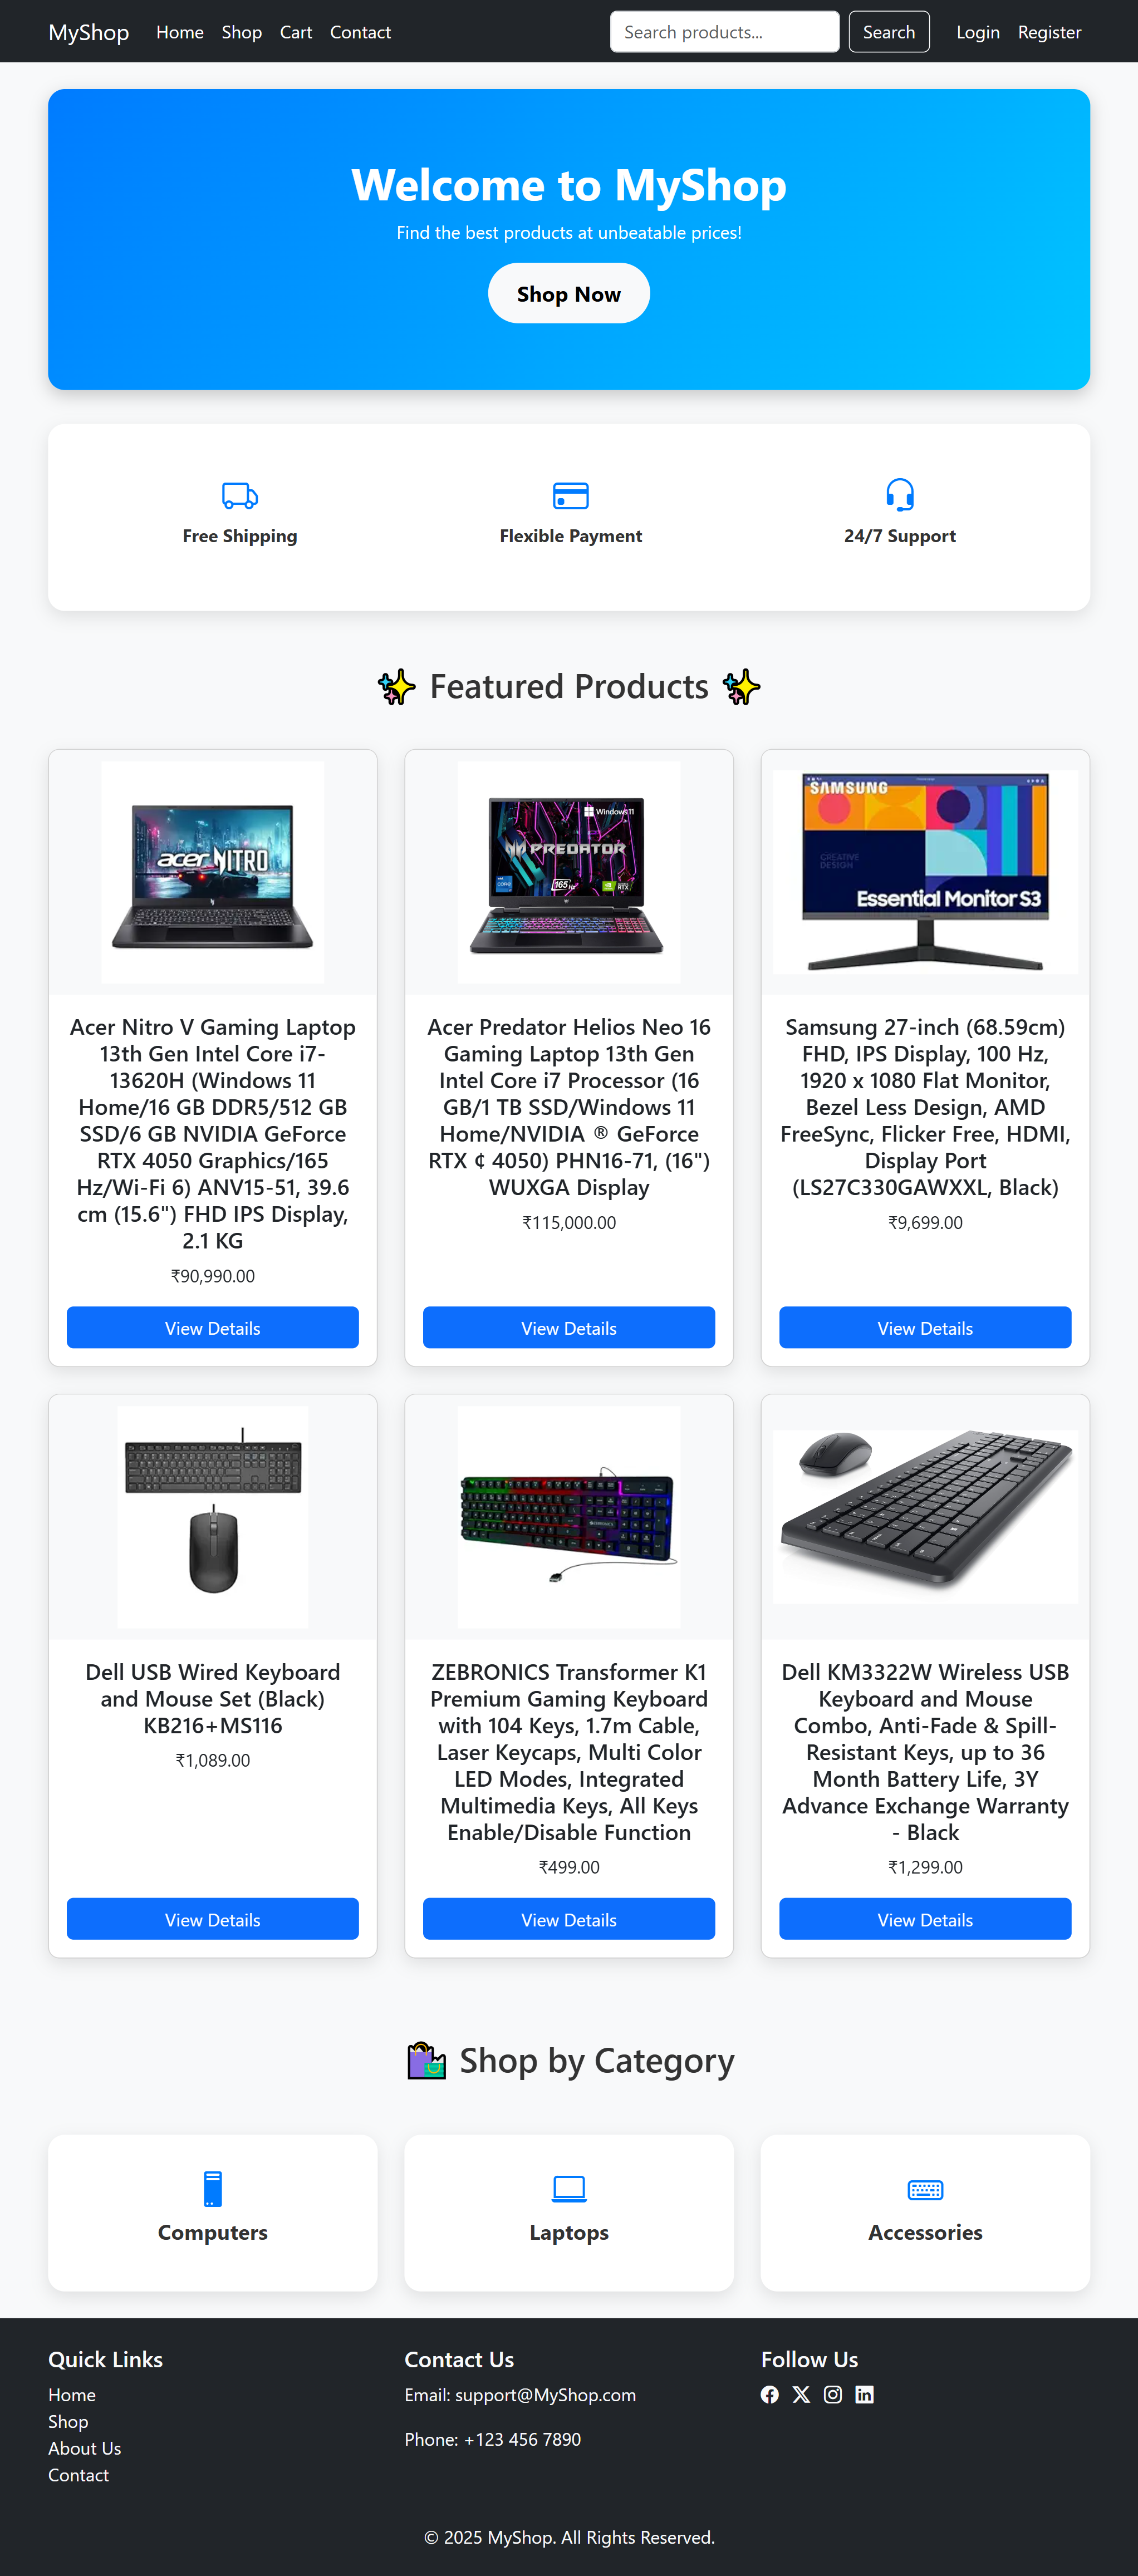 MyShop Home Shop Cart Contact Search products... Search Login Register
Welcome to MyShop
Find the best products at unbeatable prices!
Shop Now
Free Shipping
Flexible Payment
24/7 Support
✨ Featured Products ✨
acer NITRO
Acer Nitro V Gaming Laptop
13th Gen Intel Core i7-
13620H (Windows 11
Home/16 GB DDR5/512 GB
SSD/6 GB NVIDIA GeForce
RTX 4050 Graphics/165
Hz/Wi-Fi 6) ANV15-51, 39.6
cm (15.6") FHD IPS Display,
2.1 KG
₹90,990.00
View Details
Windows11
PREDATOR
165Hz
RTX
Acer Predator Helios Neo 16
Gaming Laptop 13th Gen
Intel Core i7 Processor (16
GB/1 TB SSD/Windows 11
Home/NVIDIA ® GeForce
RTX ¢ 4050) PHN16-71, (16")
WUXGA Display
₹115,000.00
View Details
SAMSUNG
CREATIVE
DESIGN
Essential Monitor S3
Samsung 27-inch (68.59cm)
FHD, IPS Display, 100 Hz,
1920 x 1080 Flat Monitor,
Bezel Less Design, AMD
FreeSync, Flicker Free, HDMI,
Display Port
(LS27C330GAWXXL, Black)
₹9,699.00
View Details
Dell USB Wired Keyboard
and Mouse Set (Black)
KB216+MS116
₹1,089.00
View Details
ZEBRONICS Transformer K1
Premium Gaming Keyboard
with 104 Keys, 1.7m Cable,
Laser Keycaps, Multi Color
LED Modes, Integrated
Multimedia Keys, All Keys
Enable/Disable Function
₹499.00
View Details
Dell KM3322W Wireless USB
Keyboard and Mouse
Combo, Anti-Fade & Spill-
Resistant Keys, up to 36
Month Battery Life, 3Y
Advance Exchange Warranty
- Black
₹1,299.00
View Details
🛍️ Shop by Category
Computers
Laptops
Accessories
Quick Links
Home
Shop
About Us
Contact
Contact Us
Email: support@MyShop.com
Phone: +123 456 7890
Follow Us
© 2025 MyShop. All Rights Reserved.